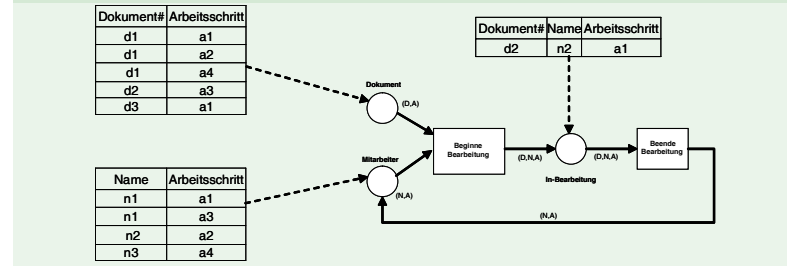 Dokument# Arbeitsschritt
d1 a1
d1 a2
d1 a4
d2 a3
d3 a1
Dokument# Name Arbeitsschritt
d2 n2 a1
Dokument
(D,A)
Beginne
Bearbeitung
(D,N,A)
(D,N,A)
Beende
Bearbeitung
In-Bearbeitung
Mitarbeiter
(N,A)
(N,A)
Name Arbeitsschritt
n1 a1
n1 a3
n2 a2
n3 a4